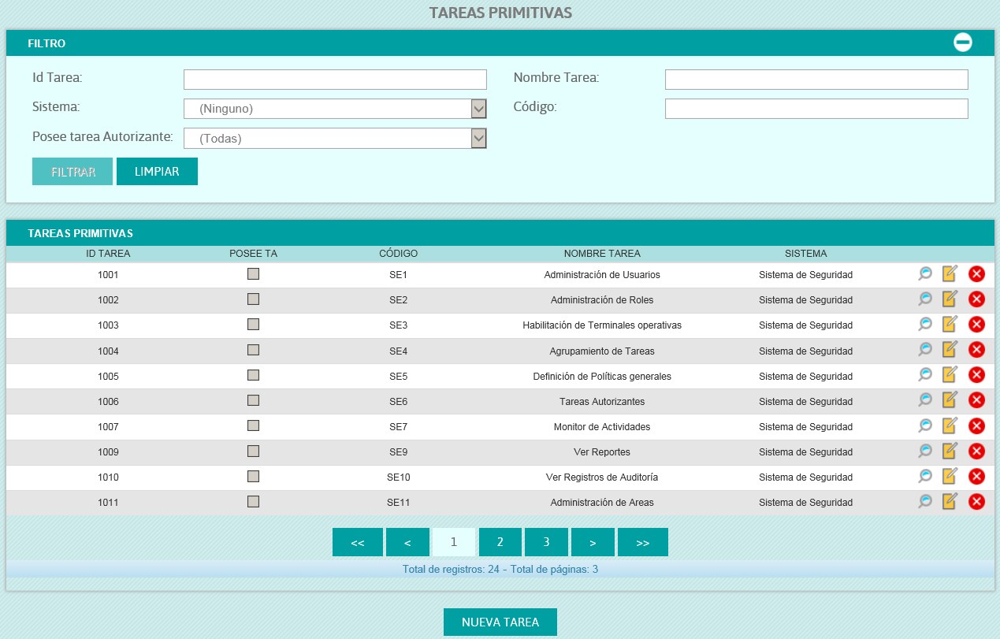 TAREAS PRIMITIVAS
FILTRO
Id Tarea: Nombre Tarea:
Sistema: (Ninguno) Código:
Posee tarea Autorizante: (Todas)
FILTRAR LIMPIAR
TAREAS PRIMITIVAS
ID TAREA POSEE TA CÓDIGO NOMBRE TAREA SISTEMA
1001 SE1 Administración de Usuarios Sistema de Seguridad
1002 SE2 Administración de Roles Sistema de Seguridad
1003 SE3 Habilitación de Terminales operativas Sistema de Seguridad
1004 SE4 Agrupamiento de Tareas Sistema de Seguridad
1005 SE5 Definición de Políticas generales Sistema de Seguridad
1006 SE6 Tareas Autorizantes Sistema de Seguridad
1007 SE7 Monitor de Actividades Sistema de Seguridad
1009 SE9 Ver Reportes Sistema de Seguridad
1010 SE10 Ver Registros de Auditoría Sistema de Seguridad
1011 SE11 Administración de Areas Sistema de Seguridad
<< < 1 2 3 > >>
Total de registros: 24 - Total de páginas: 3
NUEVA TAREA